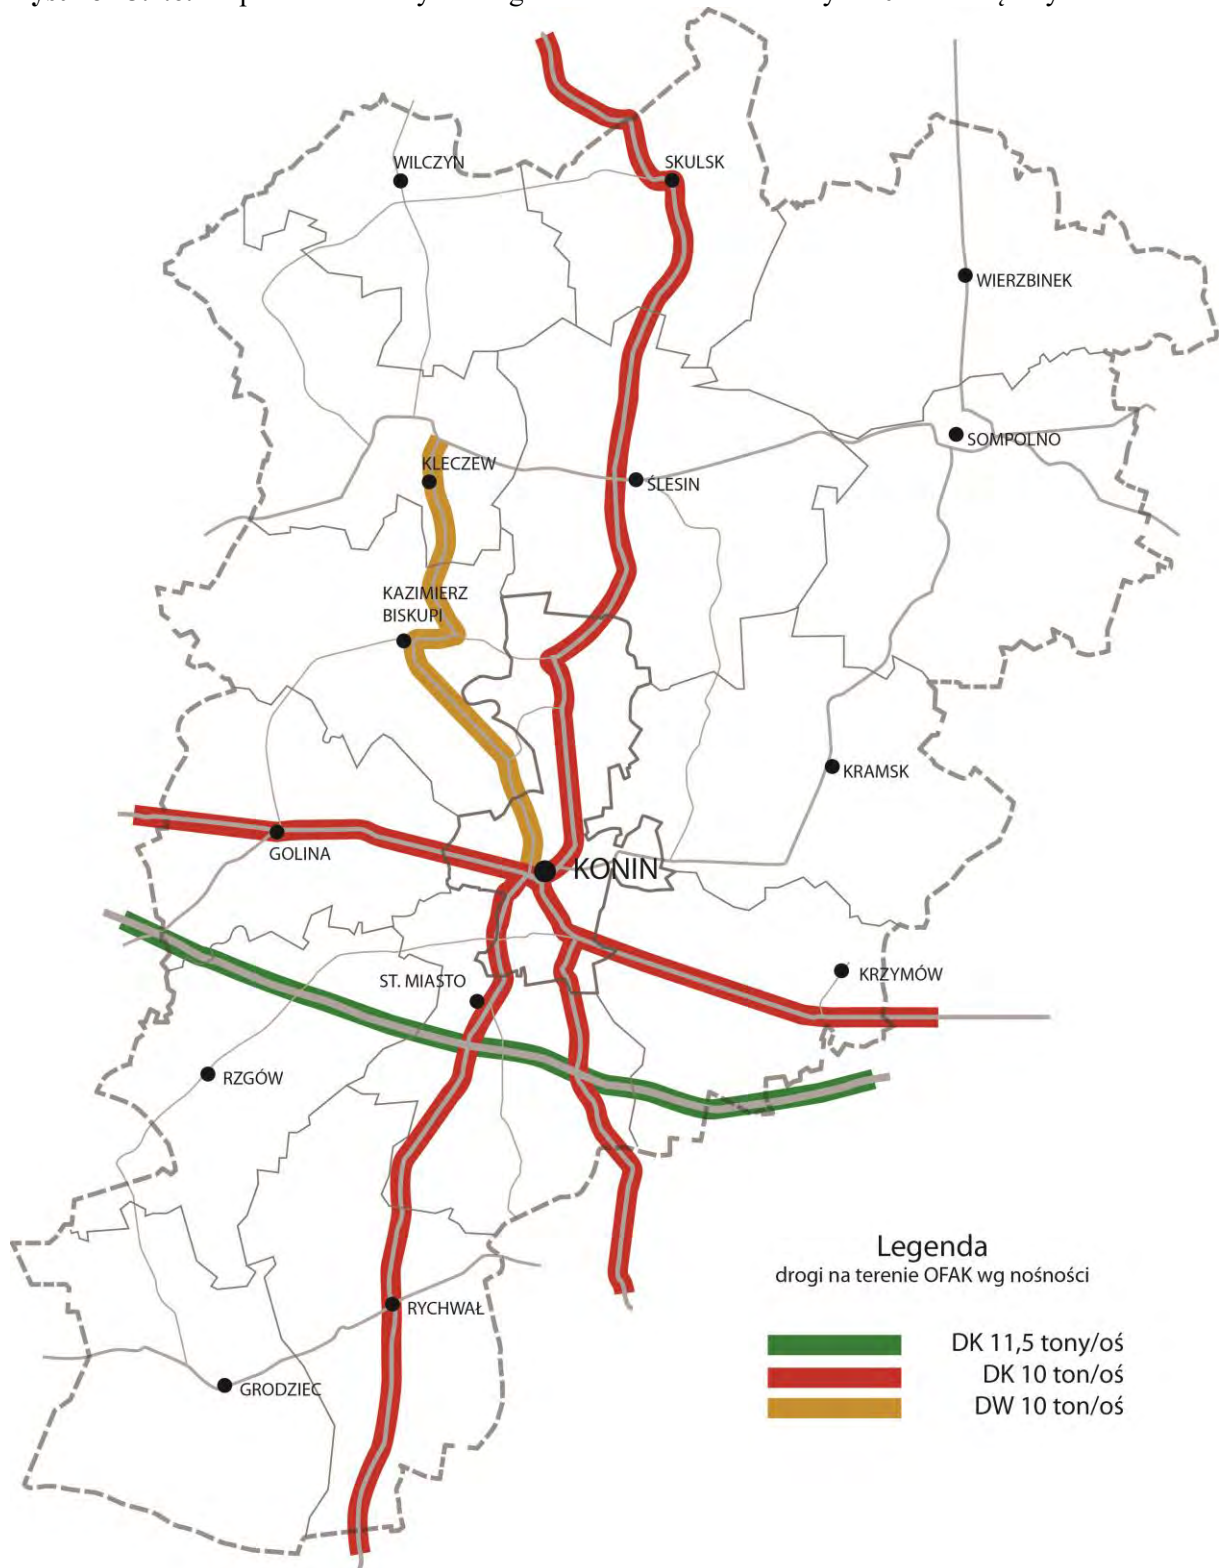 WILCZYN
SKULSK
WIERZBINEK
SOMPOLNO
KLECZEW
ŚLESIN
KAZIMIERZ
BISKUPI
KRAMSK
GOLINA
KONIN
ST. MIASTO
KRZYMÓW
RZGÓW
RYCHWAŁ
GRODZIEC
Legenda
drogi na terenie OFAK wg nośności
DK 11,5 tony/oś
DK 10 ton/oś
DW 10 ton/oś